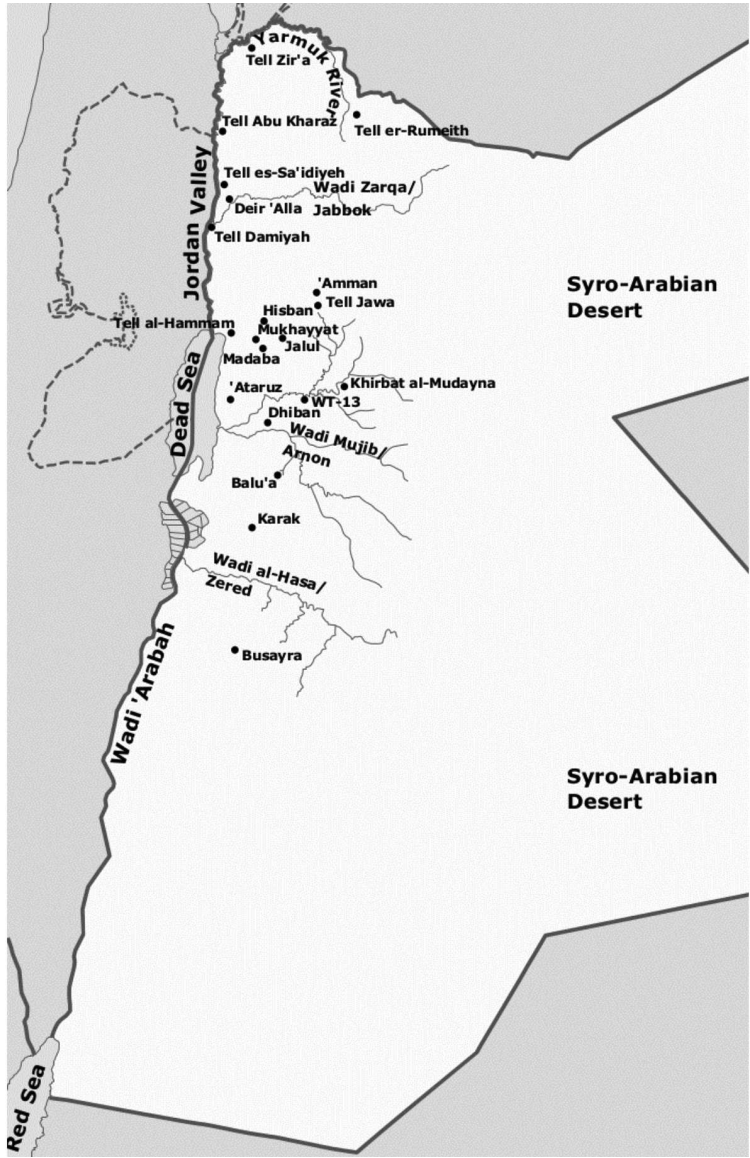 Yarmuk River
Tell Zir'a
Tell Abu Kharaz
Tell er-Rumeith
Jordan Valley
Tell es-Sa'idiyeh
Wadi Zarqa/
Jabbok
Deir 'Alla
Tell Damiyah
'Amman
Tell Jawa
Syro-Arabian
Desert
Hisban
Tell al-Hammam
Mukhayyat
Jalul
Madaba
Dead Sea
'Ataruz
Khirbat al-Mudayna
WT-13
Dhiban
Wadi Mujib/
Arnon
Balu'a
Karak
Wadi al-Hasa/
Zered
Busayra
Wadi 'Arabah
Syro-Arabian
Desert
Red Sea